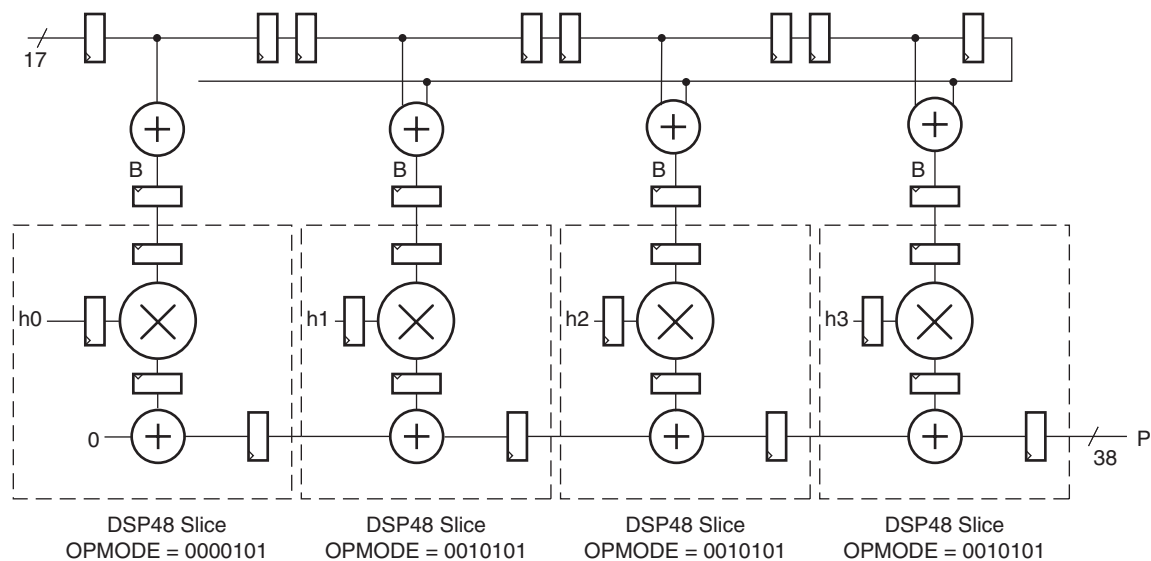 17
B
B
B
B
h0
h1
h2
h3
0
P
38
DSP48 Slice
OPMODE = 0000101
DSP48 Slice
OPMODE = 0010101
DSP48 Slice
OPMODE = 0010101
DSP48 Slice
OPMODE = 0010101